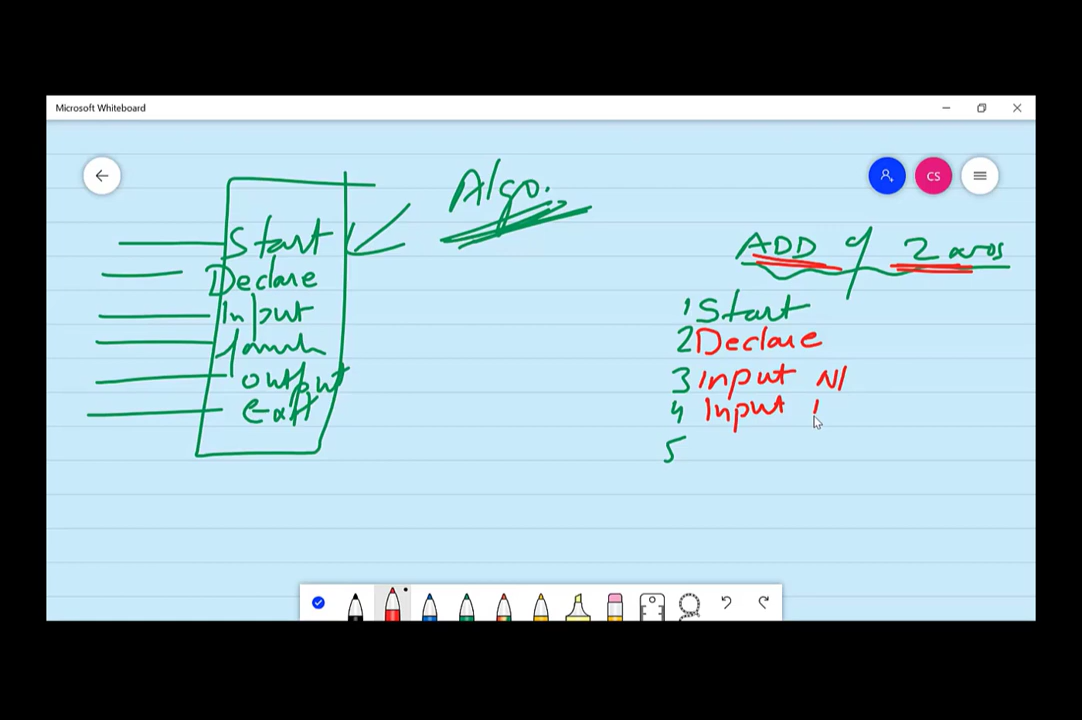 Microsoft Whiteboard
CS
Algo.
Start
Declare
Input
output
Exit
ADD of 2 nos
1 Start
2 Declare
3 Input N1
4 Input
5